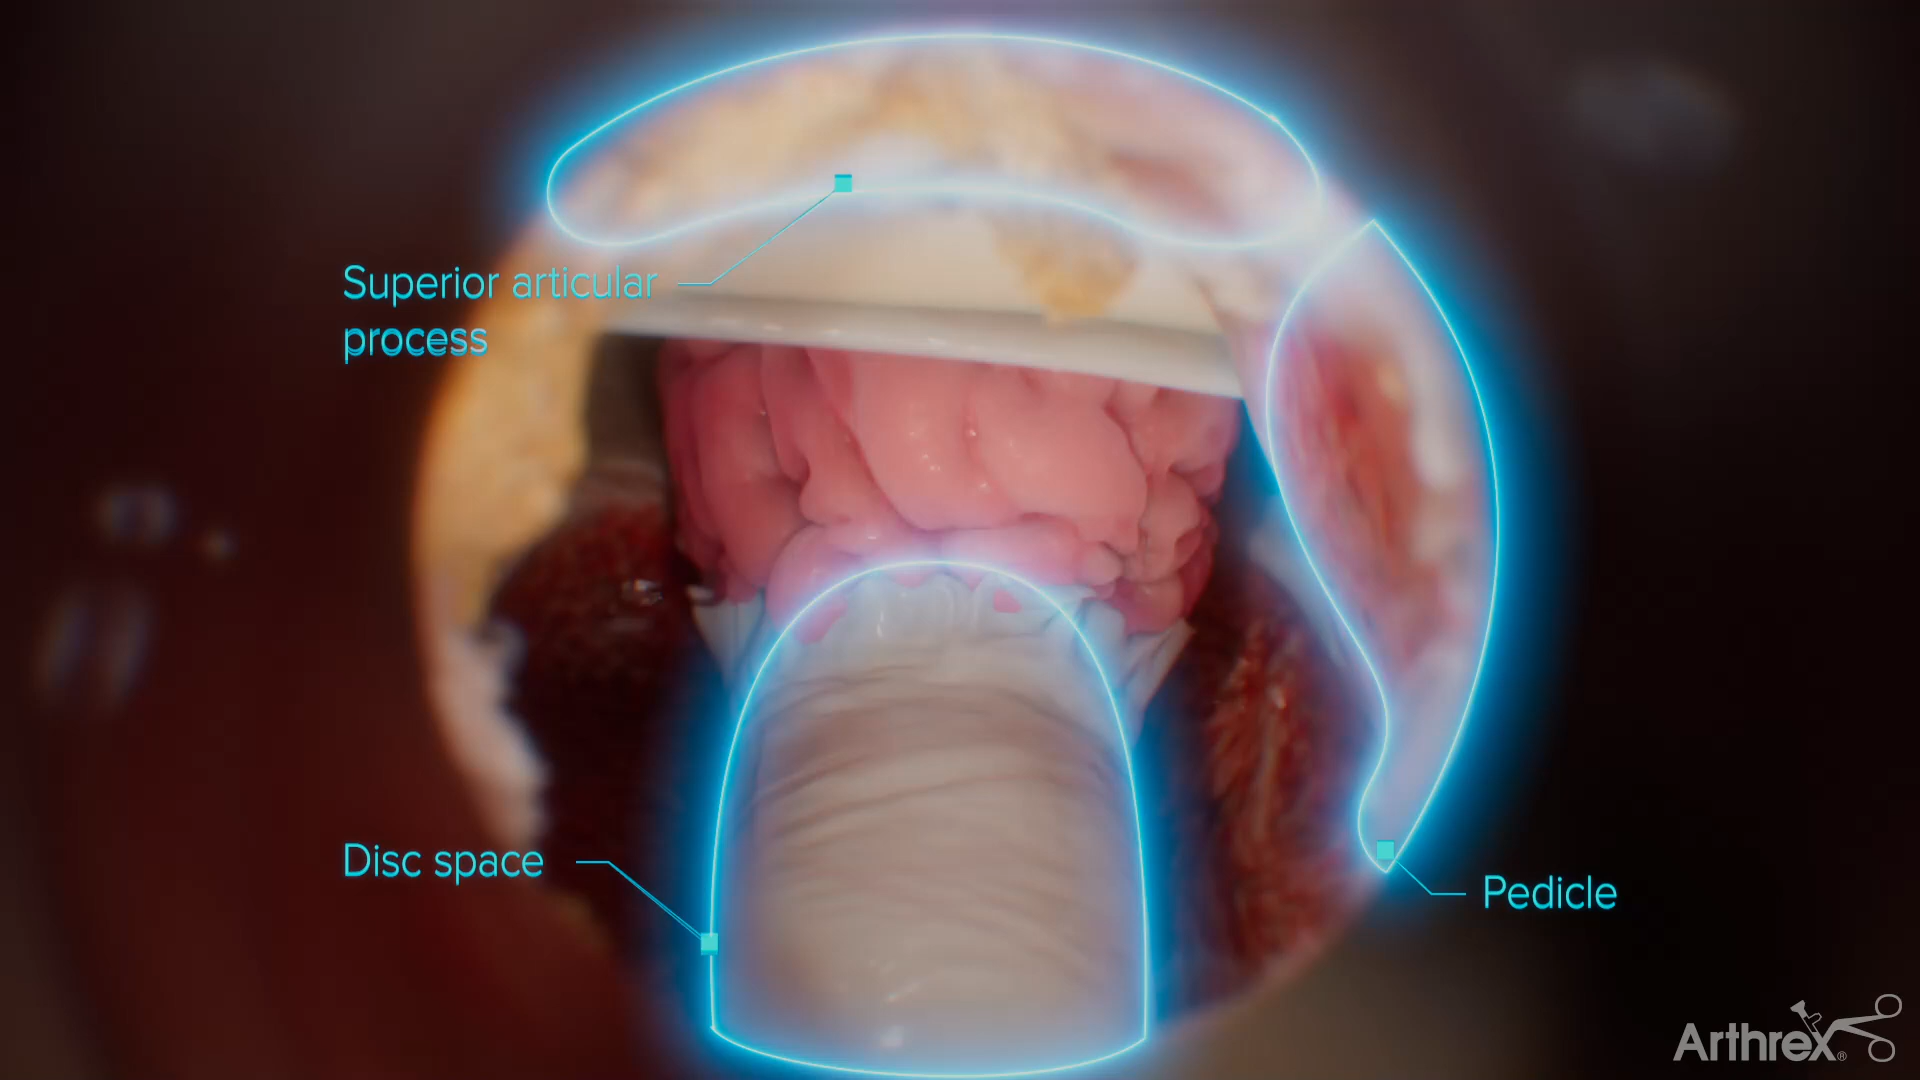 Superior articular
process
Disc space
Pedicle
Arthrex®